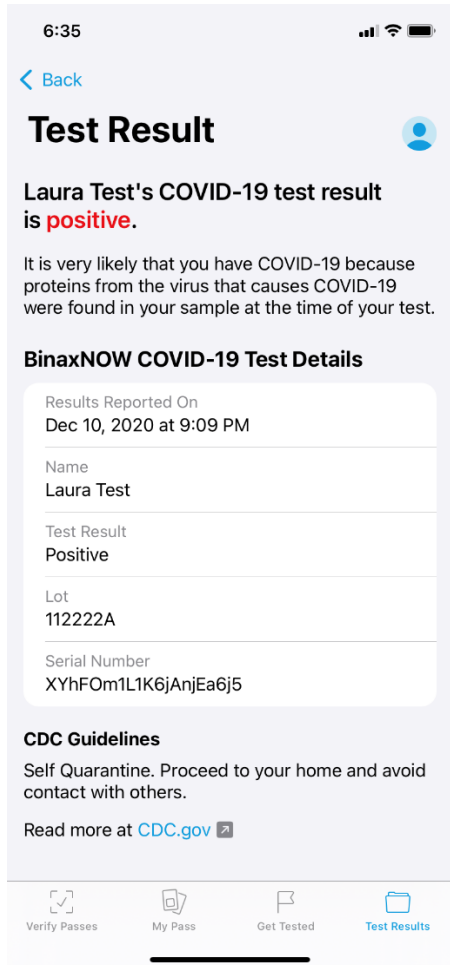 6:35
Back
Test Result
Laura Test's COVID-19 test result
is positive.
It is very likely that you have COVID-19 because
proteins from the virus that causes COVID-19
were found in your sample at the time of your test.
BinaxNOW COVID-19 Test Details
Results Reported On
Dec 10, 2020 at 9:09 PM
Name
Laura Test
Test Result
Positive
Lot
112222A
Serial Number
XYhFOm1L1K6jAnjEa6j5
CDC Guidelines
Self Quarantine. Proceed to your home and avoid
contact with others.
Read more at CDC.gov
Verify Passes My Pass Get Tested Test Results